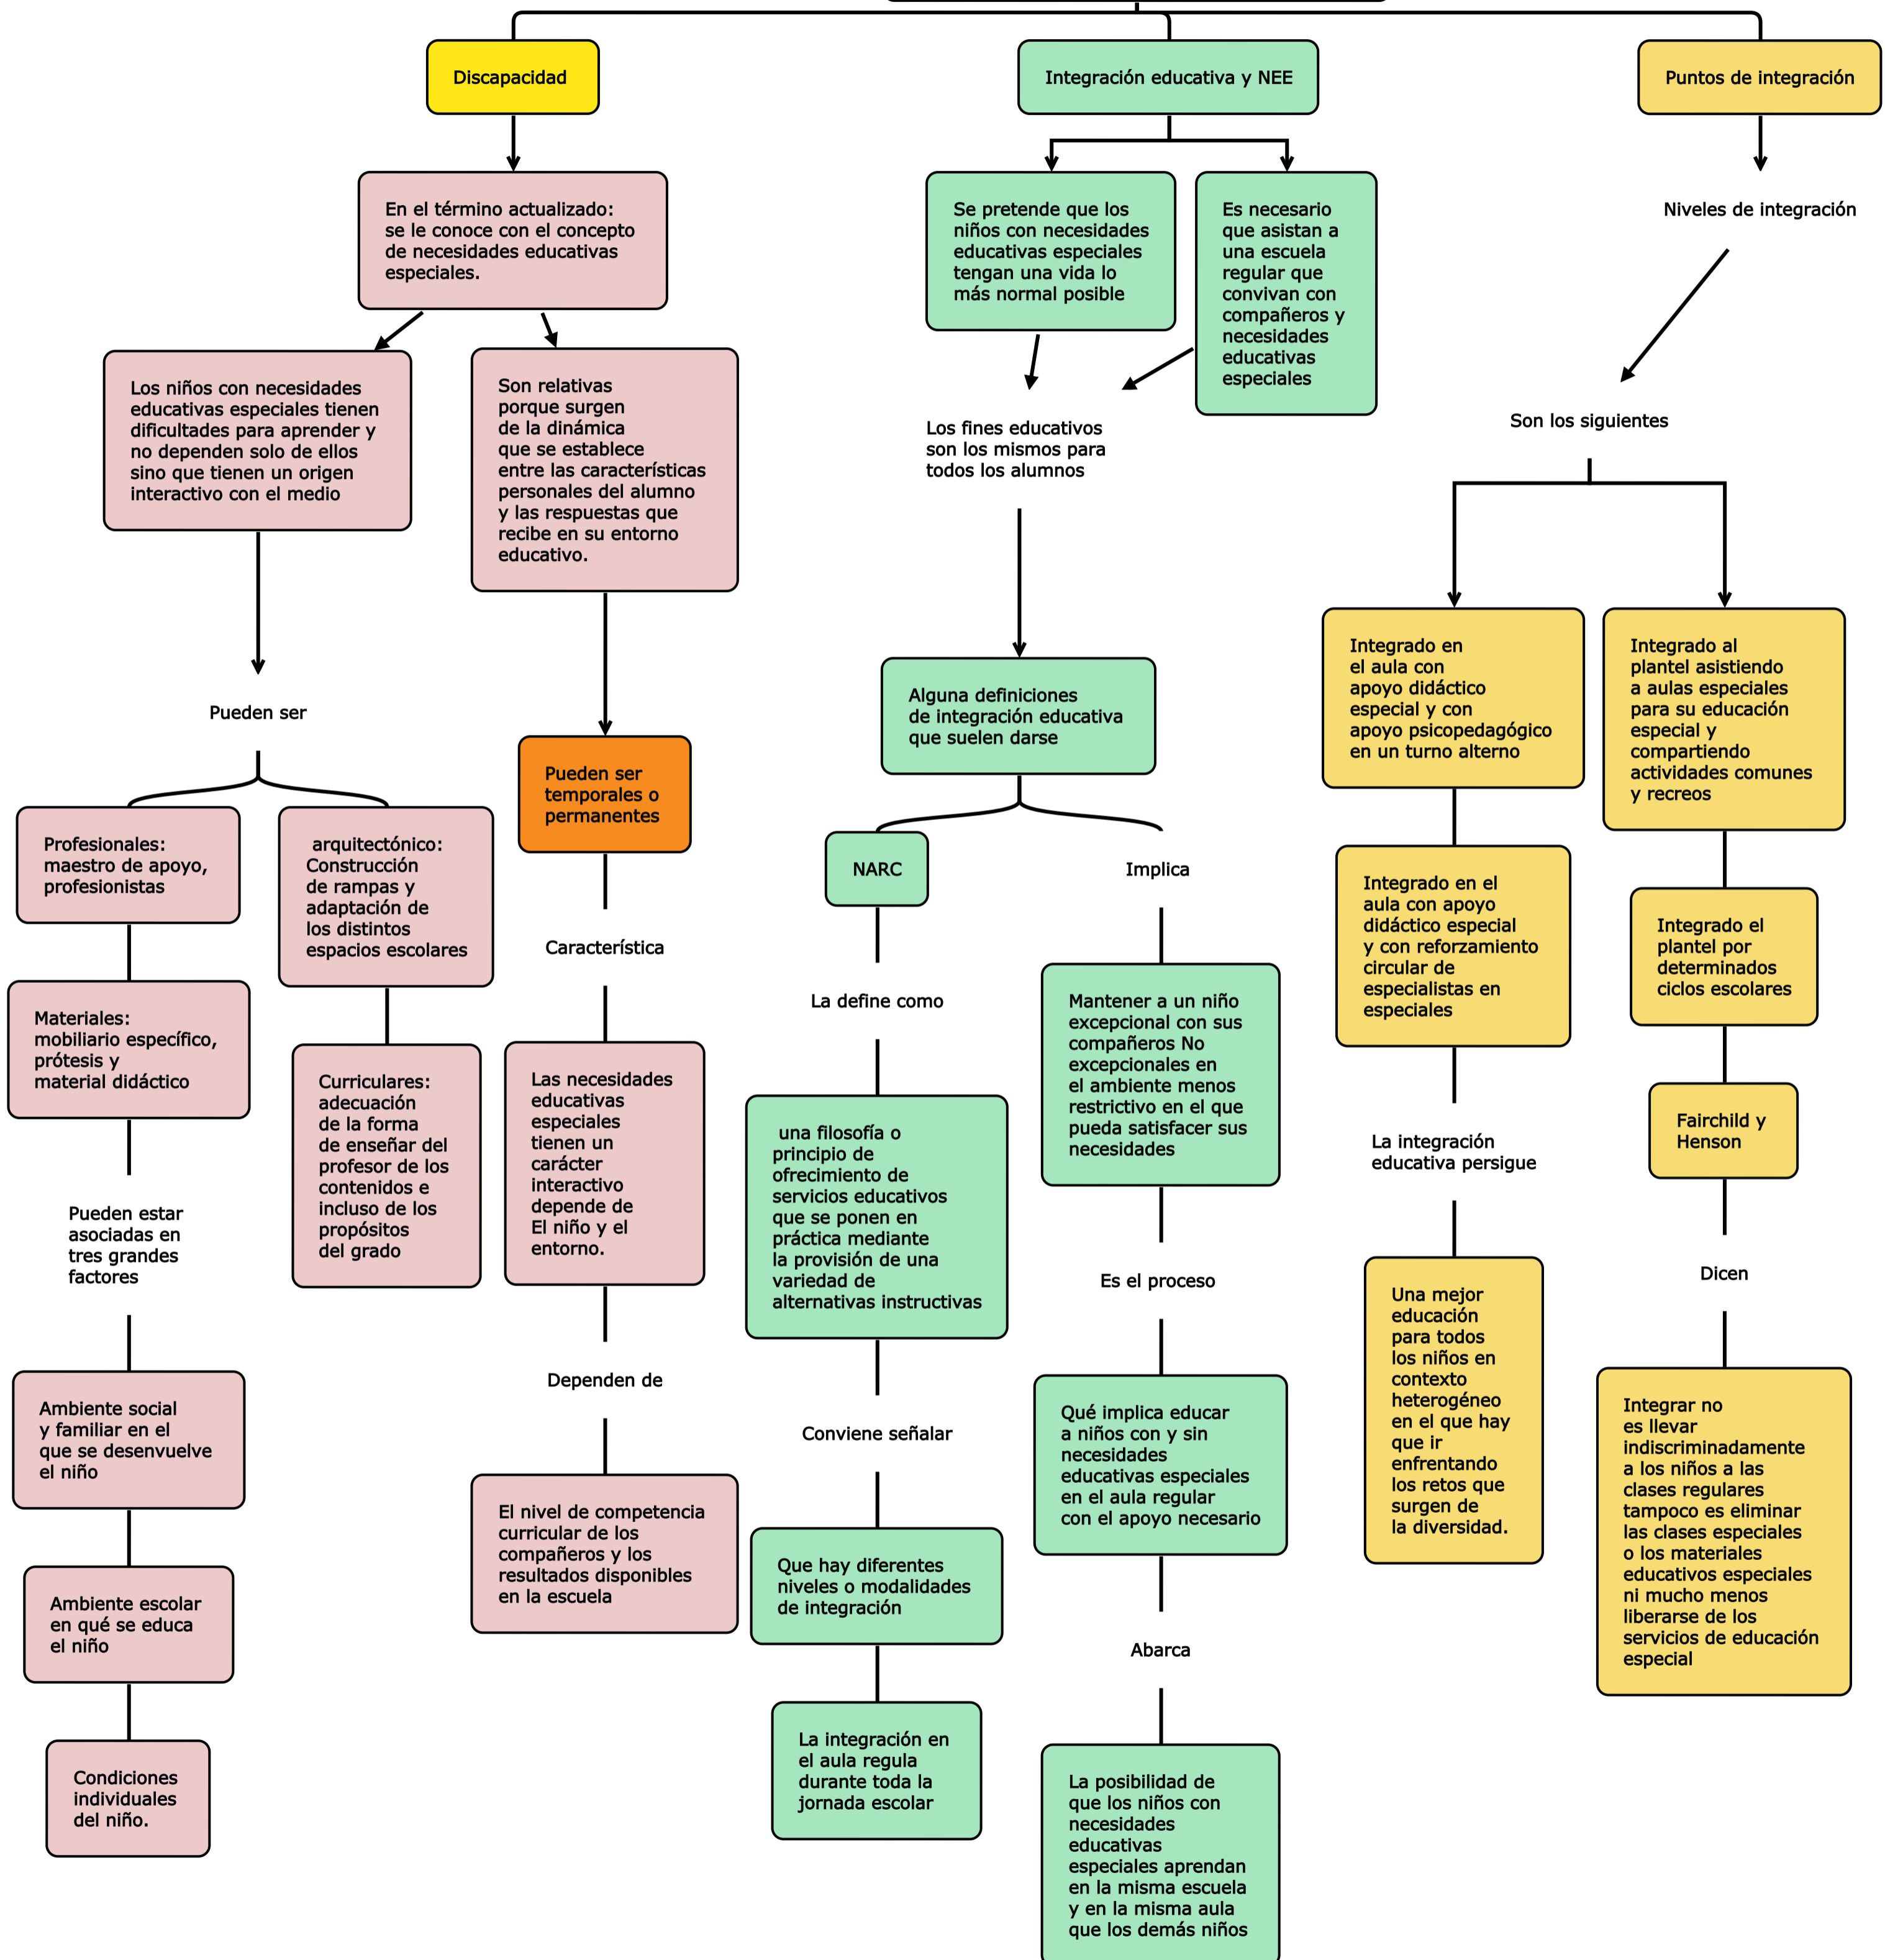 Discapacidad
Integración educativa y NEE
Puntos de integración
En el término actualizado:
se le conoce con el concepto
de necesidades educativas
especiales.
Los niños con necesidades
educativas especiales tienen
dificultades para aprender y
no dependen solo de ellos
sino que tienen un origen
interactivo con el medio
Son relativas
porque surgen
de la dinámica
que se establece
entre las características
personales del alumno
y las respuestas que
recibe en su entorno
educativo.
Pueden ser
Profesionales:
maestro de apoyo,
profesionistas
arquitectónico:
Construcción
de rampas y
adaptación de
los distintos
espacios escolares
Materiales:
mobiliario específico,
prótesis y
material didáctico
Curriculares:
adecuación
de la forma
de enseñar del
profesor de los
contenidos e
incluso de los
propósitos
del grado
Pueden estar
asociadas en
tres grandes
factores
Ambiente social
y familiar en el
que se desenvuelve
el niño
Ambiente escolar
en qué se educa
el niño
Condiciones
individuales
del niño.
Pueden ser
temporales o
permanentes
Característica
Las necesidades
educativas
especiales
tienen un
carácter
interactivo
depende de
El niño y el
entorno.
Dependen de
El nivel de competencia
curricular de los
compañeros y los
resultados disponibles
en la escuela
Se pretende que los
niños con necesidades
educativas especiales
tengan una vida lo
más normal posible
Es necesario
que asistan a
una escuela
regular que
convivan con
compañeros y
necesidades
educativas
especiales
Los fines educativos
son los mismos para
todos los alumnos
Alguna definiciones
de integración educativa
que suelen darse
NARC
La define como
una filosofía o
principio de
ofrecimiento de
servicios educativos
que se ponen en
práctica mediante
la provisión de una
variedad de
alternativas instructivas
Conviene señalar
Que hay diferentes
niveles o modalidades
de integración
La integración en
el aula regula
durante toda la
jornada escolar
Implica
Mantener a un niño
excepcional con sus
compañeros No
excepcionales en
el ambiente menos
restrictivo en el que
pueda satisfacer sus
necesidades
Es el proceso
Qué implica educar
a niños con y sin
necesidades
educativas especiales
en el aula regular
con el apoyo necesario
Abarca
La posibilidad de
que los niños con
necesidades
educativas
especiales aprendan
en la misma escuela
y en la misma aula
que los demás niños
Niveles de integración
Son los siguientes
Integrado en
el aula con
apoyo didáctico
especial y con
apoyo psicopedagógico
en un turno alterno
Integrado en el
aula con apoyo
didáctico especial
y con reforzamiento
circular de
especialistas en
especiales
La integración
educativa persigue
Una mejor
educación
para todos
los niños en
contexto
heterogéneo
en el que hay
que ir
enfrentando
los retos que
surgen de
la diversidad.
Integrado al
plantel asistiendo
a aulas especiales
para su educación
especial y
compartiendo
actividades comunes
y recreos
Integrado el
plantel por
determinados
ciclos escolares
Fairchild y
Henson
Dicen
Integrar no
es llevar
indiscriminadamente
a los niños a las
clases regulares
tampoco es eliminar
las clases especiales
o los materiales
educativos especiales
ni mucho menos
liberarse de los
servicios de educación
especial